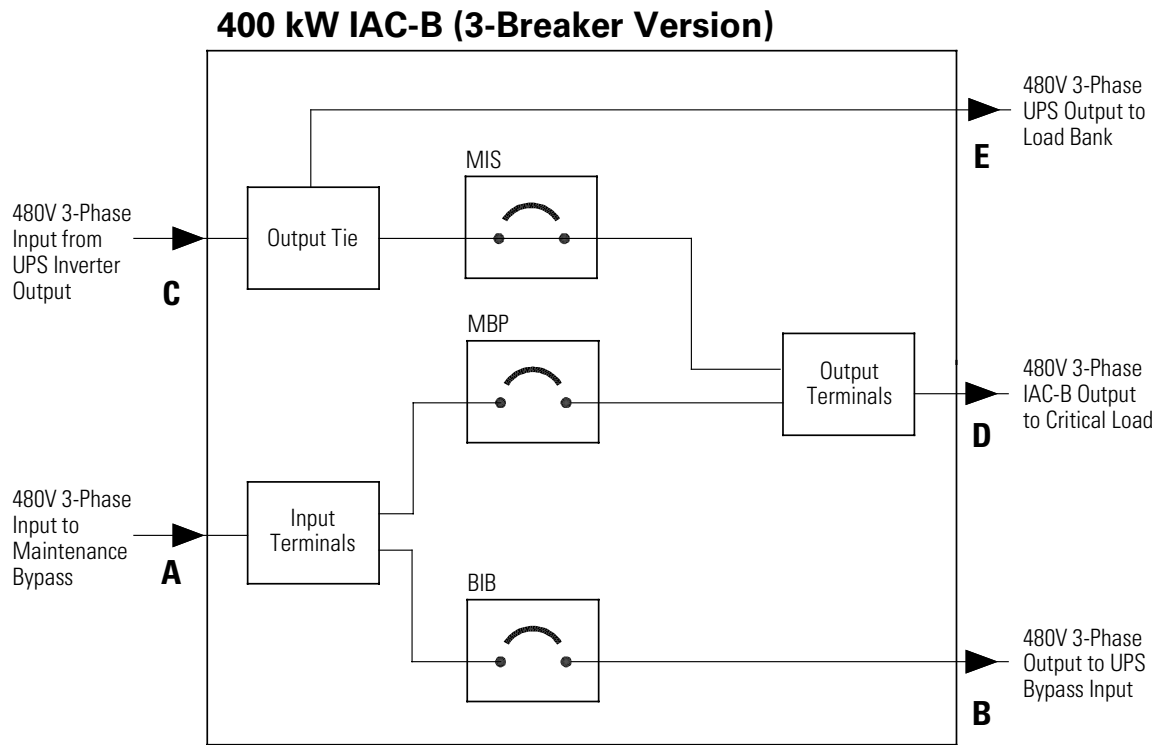 400 kW IAC-B (3-Breaker Version)
480V 3-Phase
UPS Output to
Load Bank
E
MIS
480V 3-Phase
Input from
UPS Inverter
Output
C
Output Tie
MBP
Output
Terminals
480V 3-Phase
IAC-B Output
to Critical Load
D
480V 3-Phase
Input to
Maintenance
Bypass
A
Input
Terminals
BIB
480V 3-Phase
Output to UPS
Bypass Input
B